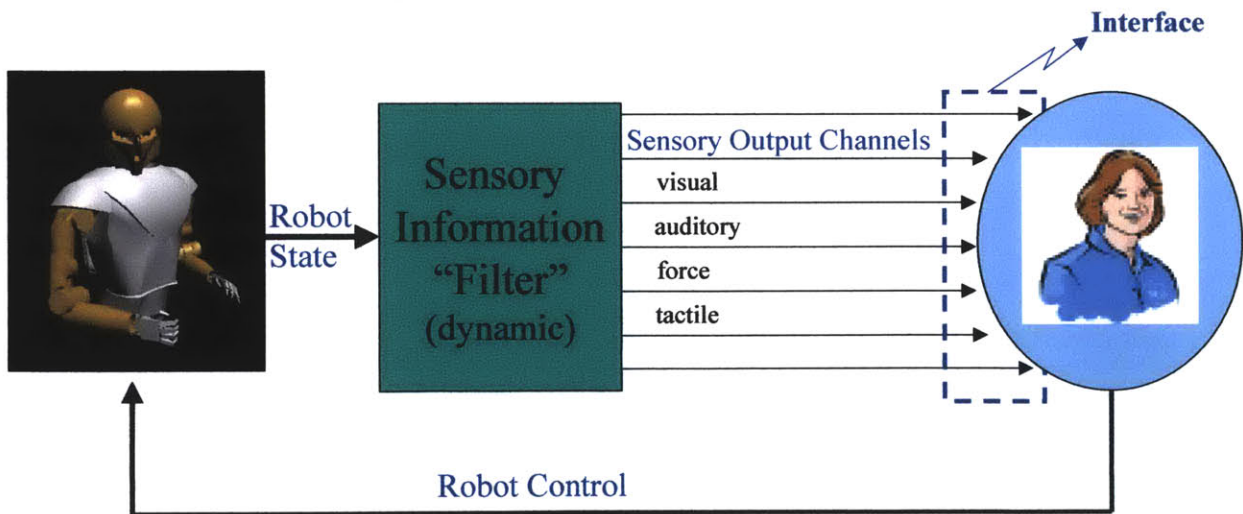 Interface
Robot
State
Sensory
Information
“Filter”
(dynamic)
Sensory Output Channels
visual
auditory
force
tactile
Robot Control